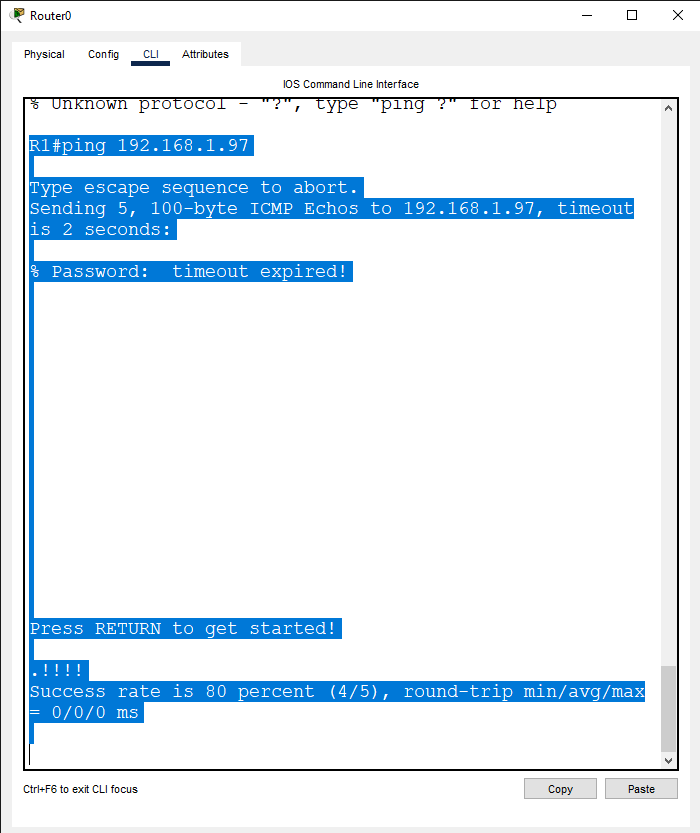 Router0
Physical Config CLI Attributes
IOS Command Line Interface
% Unknown protocol - "?", type "ping ?" for help
R1#ping 192.168.1.97
Type escape sequence to abort.
Sending 5, 100-byte ICMP Echos to 192.168.1.97, timeout
is 2 seconds:
% Password:  timeout expired!
Press RETURN to get started!
.!!!!
Success rate is 80 percent (4/5), round-trip min/avg/max
= 0/0/0 ms
Ctrl+F6 to exit CLI focus
Copy Paste